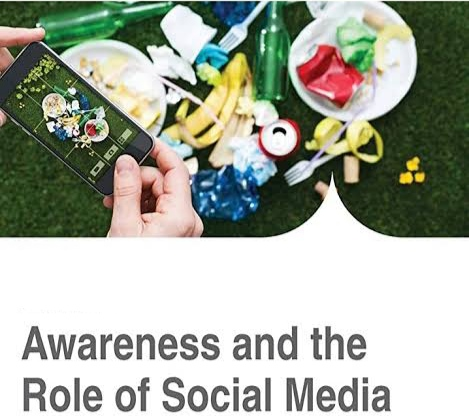 Awareness and the
Role of Social Media